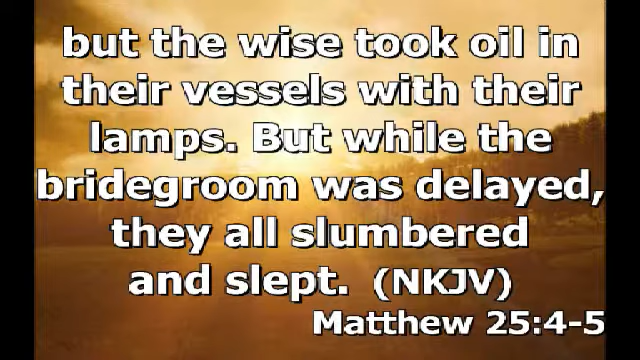 but the wise took oil in
their vessels with their
lamps. But while the
bridegroom was delayed,
they all slumbered
and slept. (NKJV)
Matthew 25:4-5